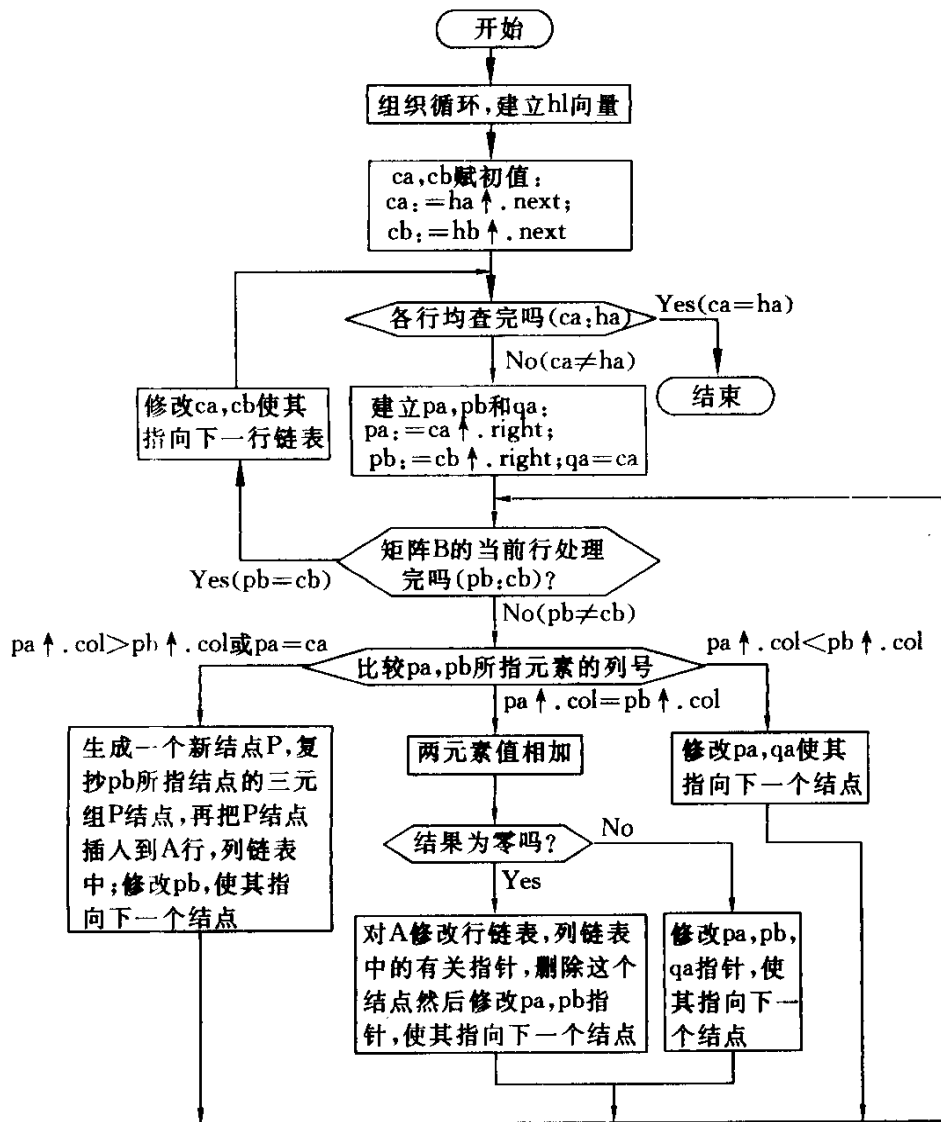 开始
组织循环,建立hl向量
ca,cb赋初值:
ca:=ha↑.next;
cb:=hb↑.next
各行均查完吗(ca:ha)
Yes(ca=ha)
No(ca≠ha)
结束
修改ca,cb使其
指向下一行链表
建立pa,pb和qa:
pa:=ca↑.right;
pb:=cb↑.right;qa=ca
矩阵B的当前行处理
完吗(pb:cb)?
Yes(pb=cb)
No(pb≠cb)
pa↑.col>pb↑.col或pa=ca
pa↑.col<pb↑.col
比较pa,pb所指元素的列号
pa↑.col=pb↑.col
生成一个新结点P,复
抄pb所指结点的三元
组P结点,再把P结点
插人到A行,列链表
中;修改pb,使其指
向下一个结点
两元素值相加
修改pa,qa使其
指向下一个结点
结果为零吗?
No
Yes
对A修改行链表,列链表
中的有关指针,删除这个
结点然后修改pa,pb指
针,使其指向下一个结点
修改pa,pb,
qa指针,使
其指向下一
个结点